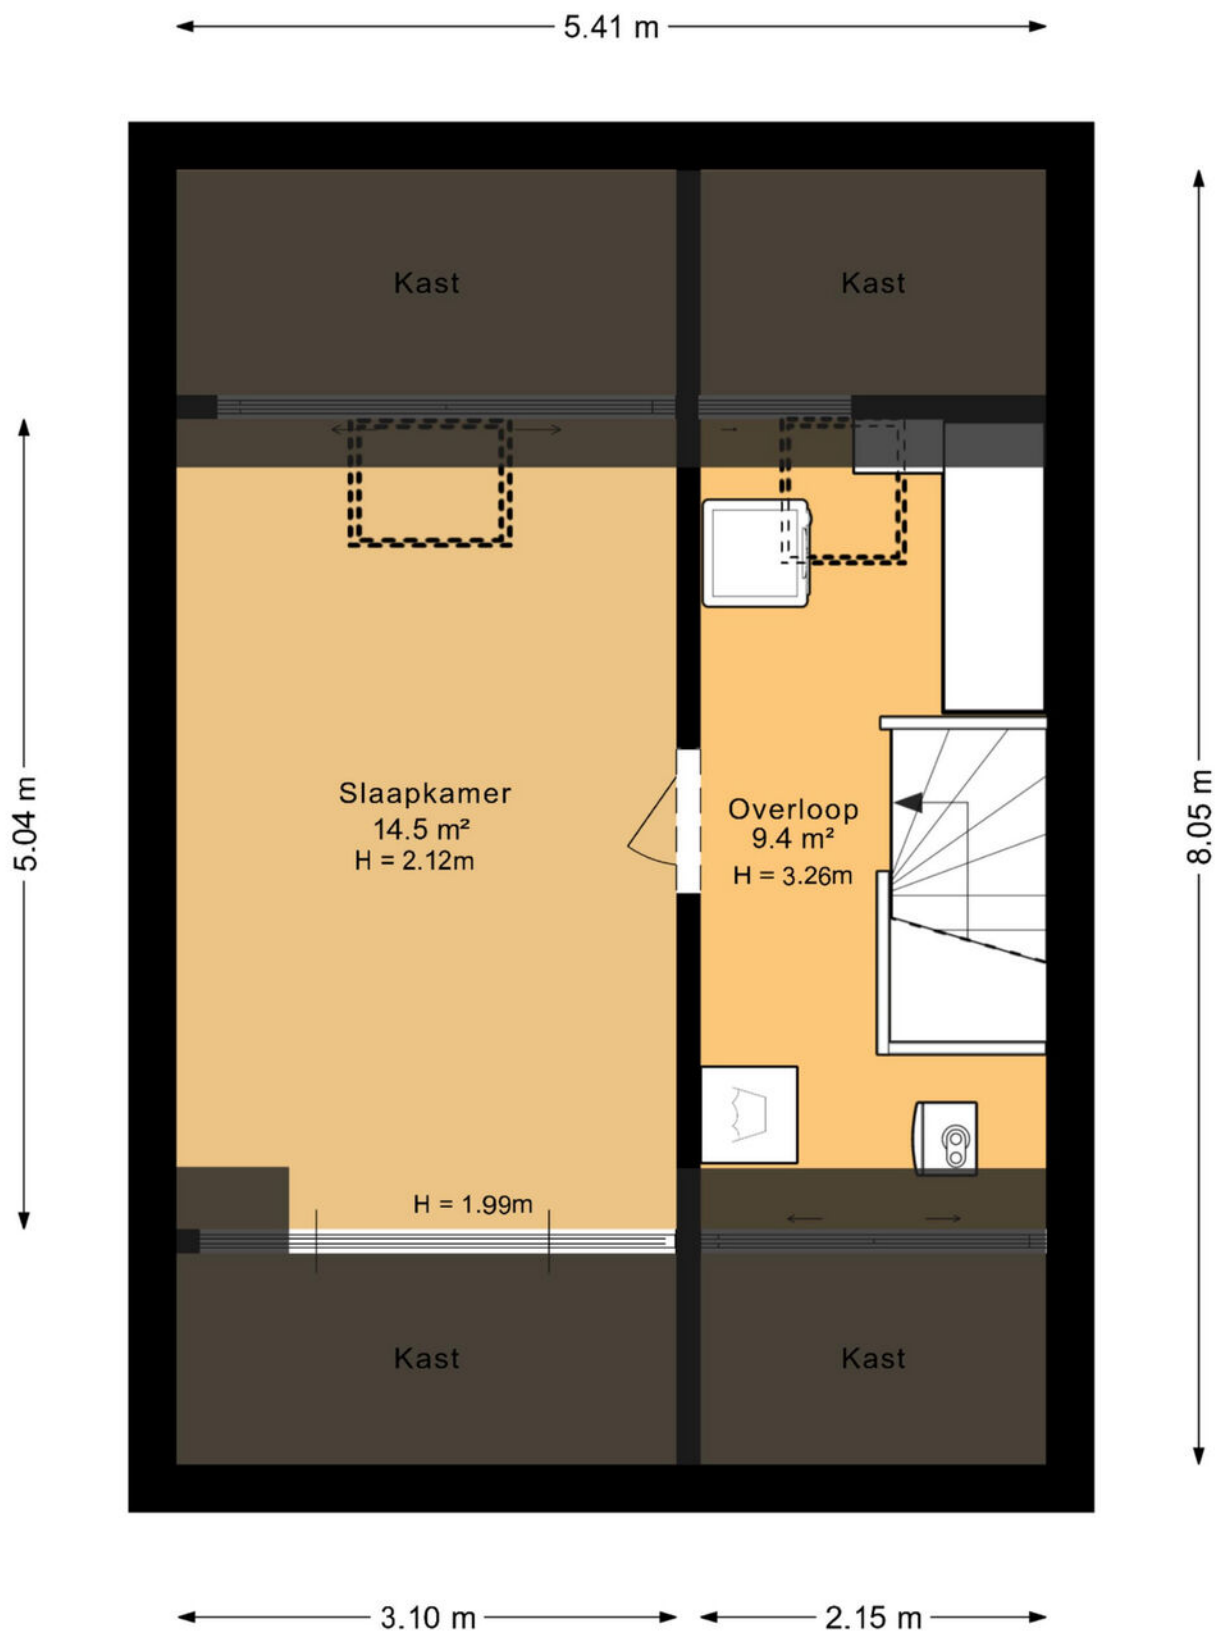 5.41 m
Kast
Kast
5.04 m
8.05 m
Slaapkamer
14.5 m²
H = 2.12m
Overloop
9.4 m²
H = 3.26m
H = 1.99m
Kast
Kast
3.10 m
2.15 m